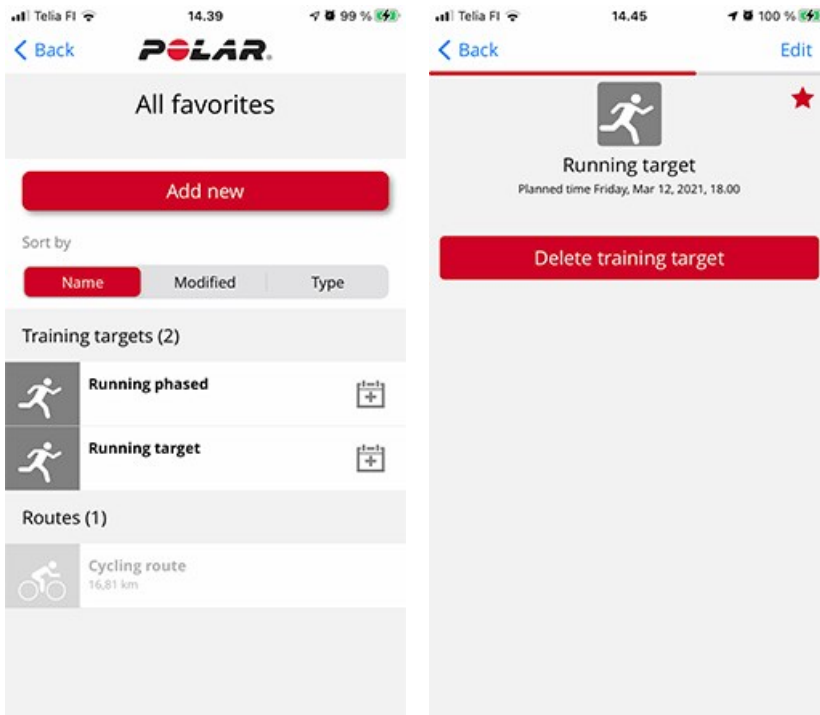 Telia FI 14.39 99 %
Back POLAR.
All favorites
Add new
Sort by
Name Modified Type
Training targets (2)
Running phased
Running target
Routes (1)
Cycling route
16,81 km
Telia FI 14.45 100 %
Back Edit
Running target
Planned time Friday, Mar 12, 2021, 18.00
Delete training target